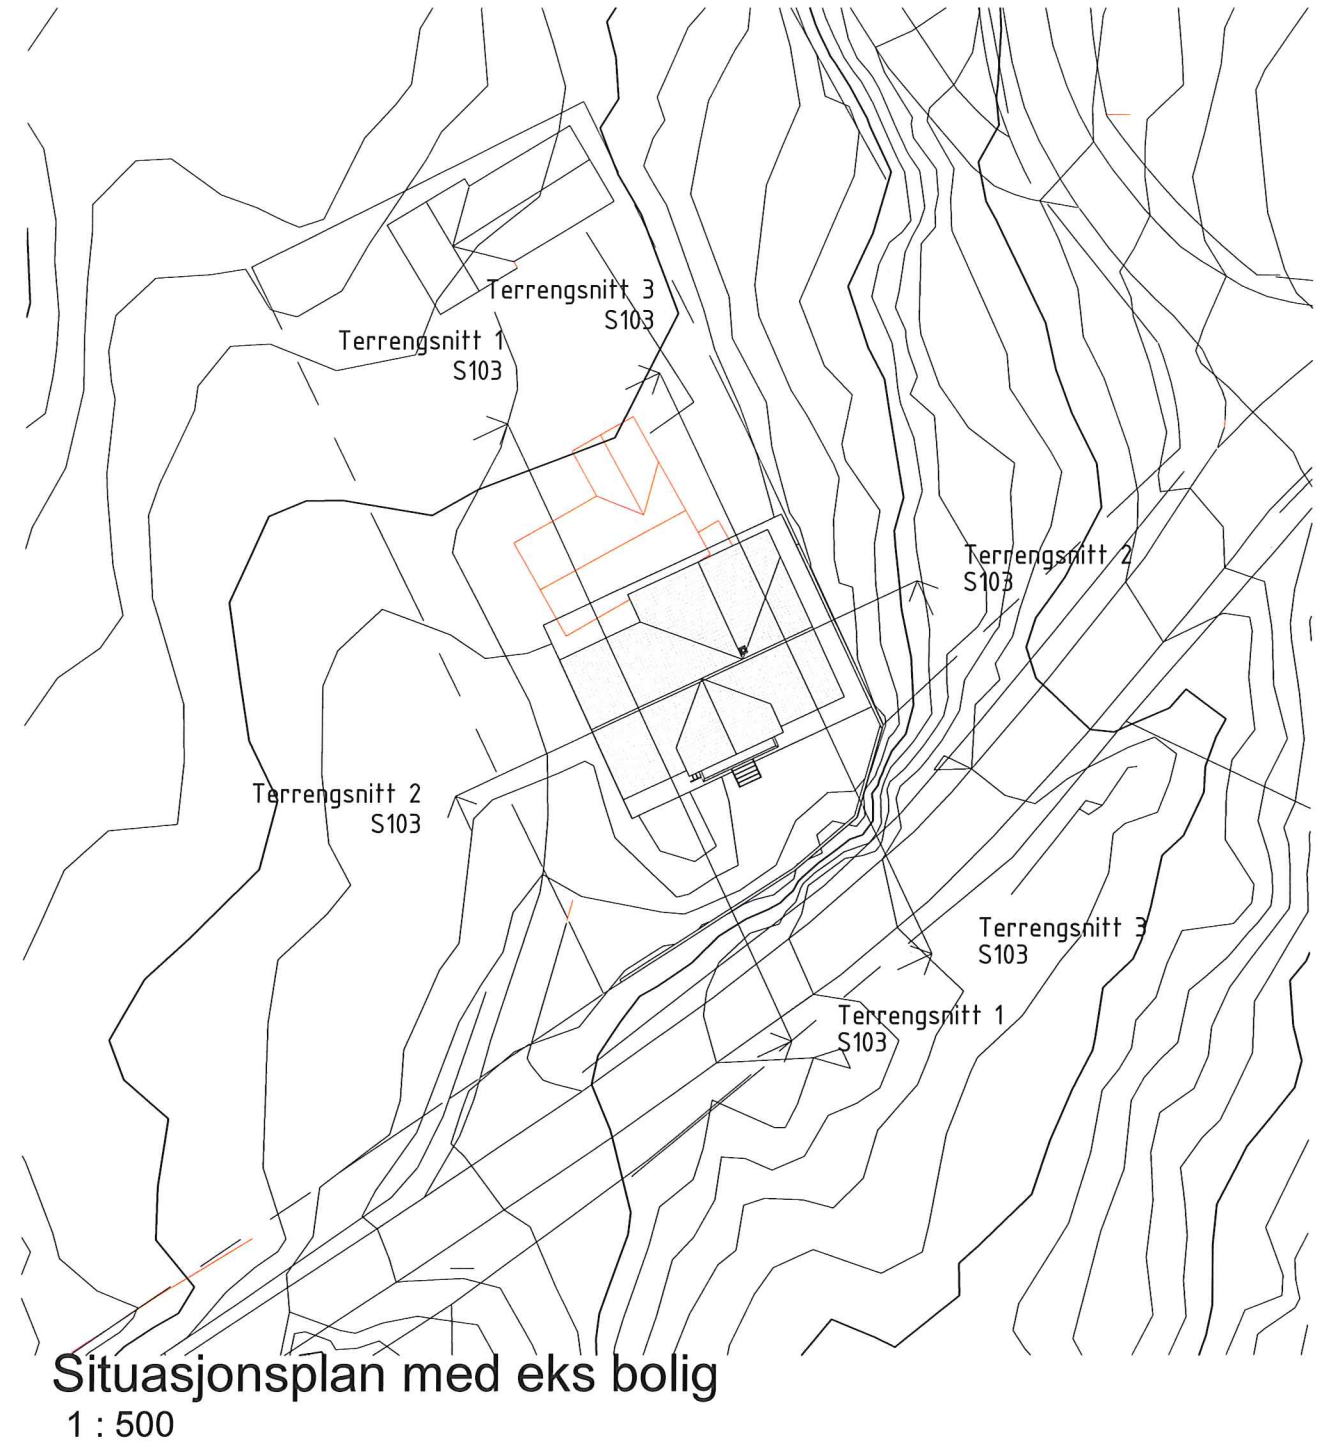 Terrengsnitt 3
S103
Terrengsnitt 1
S103
Terrengsnitt 2
S103
Terrengsnitt 2
S103
Terrengsnitt 3
S103
Terrengsnitt 1
S103
Situasjonsplan med eks bolig
1 : 500